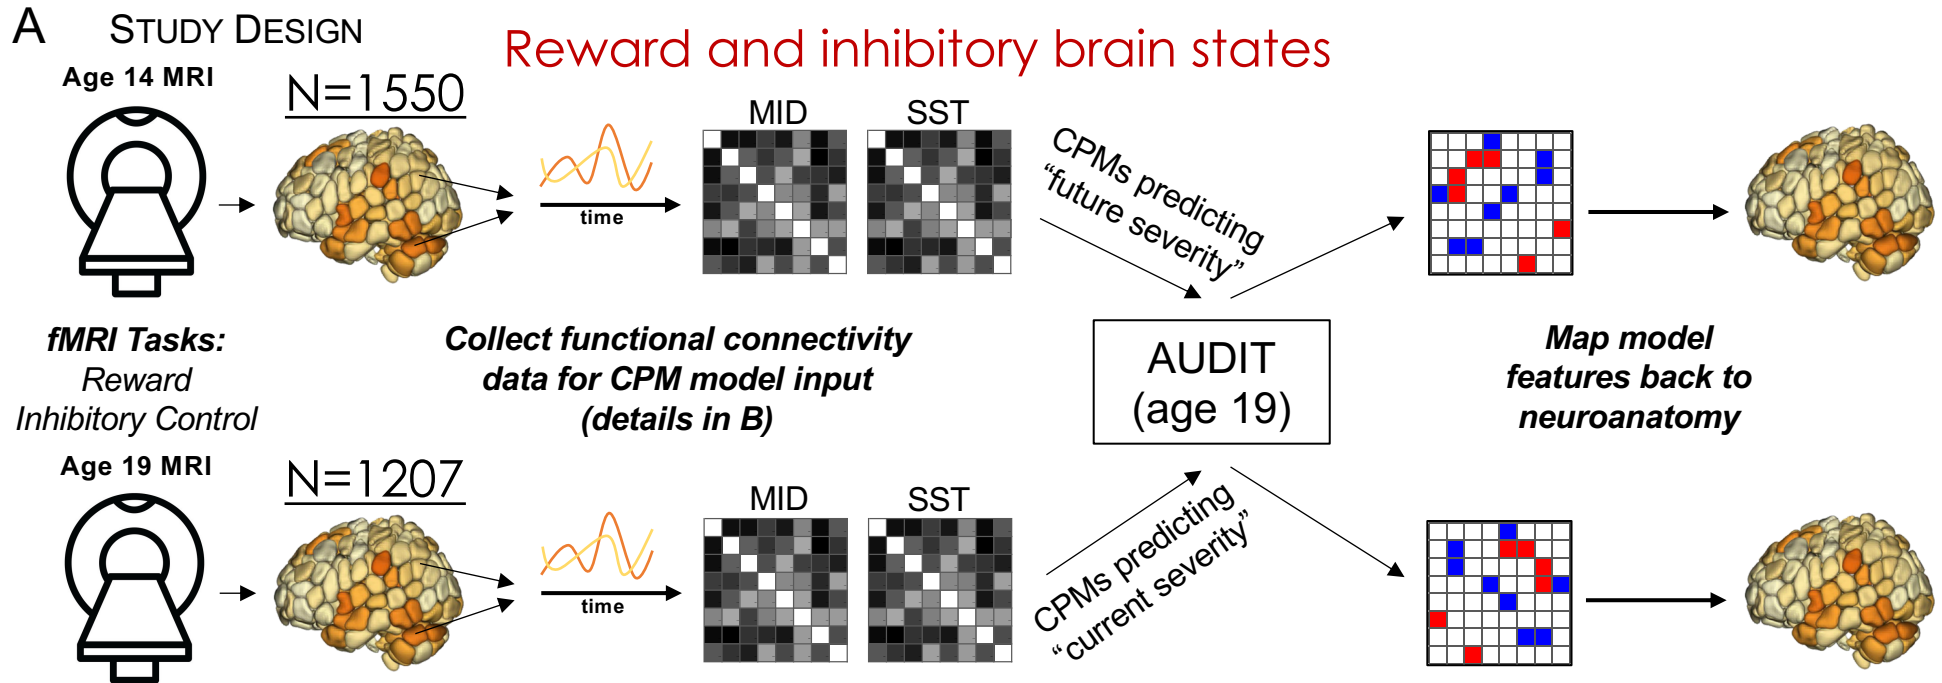 A STUDY DESIGN
Reward and inhibitory brain states
Age 14 MRI
N=1550
MID
SST
time
CPMs predicting
“future severity”
fMRI Tasks:
Reward
Inhibitory Control
Collect functional connectivity
data for CPM model input
(details in B)
AUDIT
(age 19)
Map model
features back to
neuroanatomy
Age 19 MRI
N=1207
MID
SST
time
CPMs predicting
“current severity”